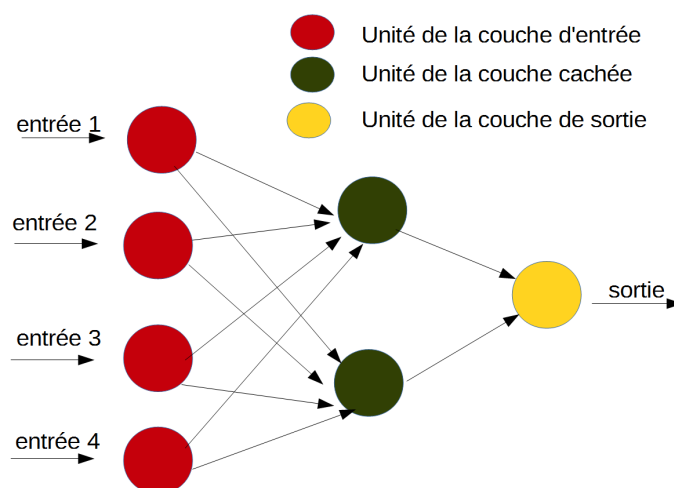 Unité de la couche d'entrée
Unité de la couche cachée
Unité de la couche de sortie
entrée 1
entrée 2
entrée 3
entrée 4
sortie